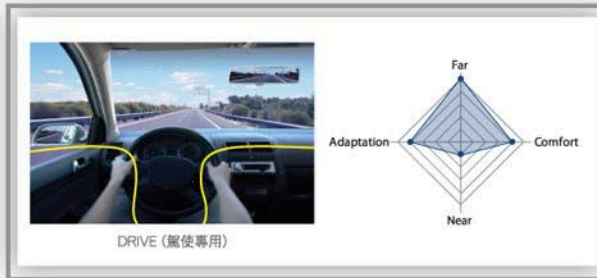 Far
Adaptation
Comfort
Near
DRIVE (駕使專用)